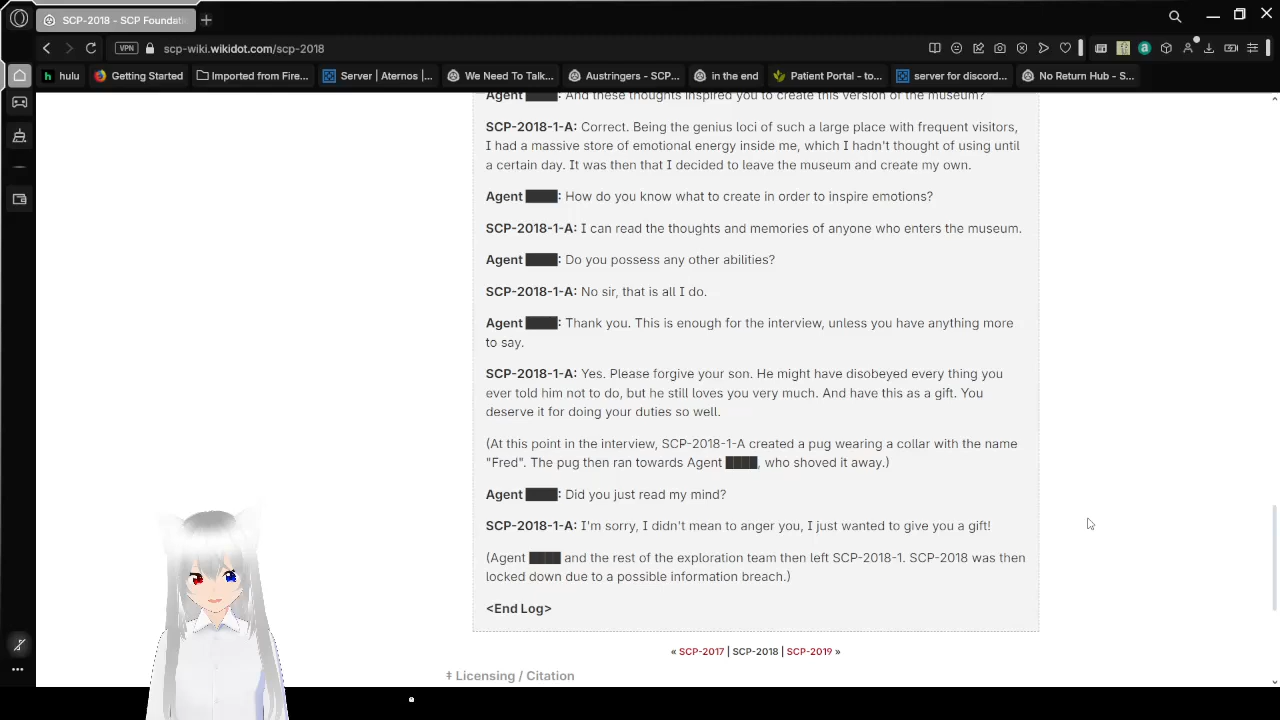 SCP-2018 - SCP Foundati
scp-wiki.wikidot.com/scp-2018
VPN
hulu
Getting Started
Imported from Fire...
Server | Aternos |...
We Need To Talk...
Austringers - SCP...
in the end
Patient Portal - to...
server for discord...
No Return Hub - S...
Agent ████: And these thoughts inspired you to create this version of the museum?
SCP-2018-1-A: Correct. Being the genius loci of such a large place with frequent visitors,
I had a massive store of emotional energy inside me, which I hadn't thought of using until
a certain day. It was then that I decided to leave the museum and create my own.
Agent ████: How do you know what to create in order to inspire emotions?
SCP-2018-1-A: I can read the thoughts and memories of anyone who enters the museum.
Agent ████: Do you possess any other abilities?
SCP-2018-1-A: No sir, that is all I do.
Agent ████: Thank you. This is enough for the interview, unless you have anything more
to say.
SCP-2018-1-A: Yes. Please forgive your son. He might have disobeyed every thing you
ever told him not to do, but he still loves you very much. And have this as a gift. You
deserve it for doing your duties so well.
(At this point in the interview, SCP-2018-1-A created a pug wearing a collar with the name
"Fred". The pug then ran towards Agent ████, who shoved it away.)
Agent ████: Did you just read my mind?
SCP-2018-1-A: I'm sorry, I didn't mean to anger you, I just wanted to give you a gift!
(Agent ████ and the rest of the exploration team then left SCP-2018-1. SCP-2018 was then
locked down due to a possible information breach.)
<End Log>
« SCP-2017 | SCP-2018 | SCP-2019 »
‡ Licensing / Citation